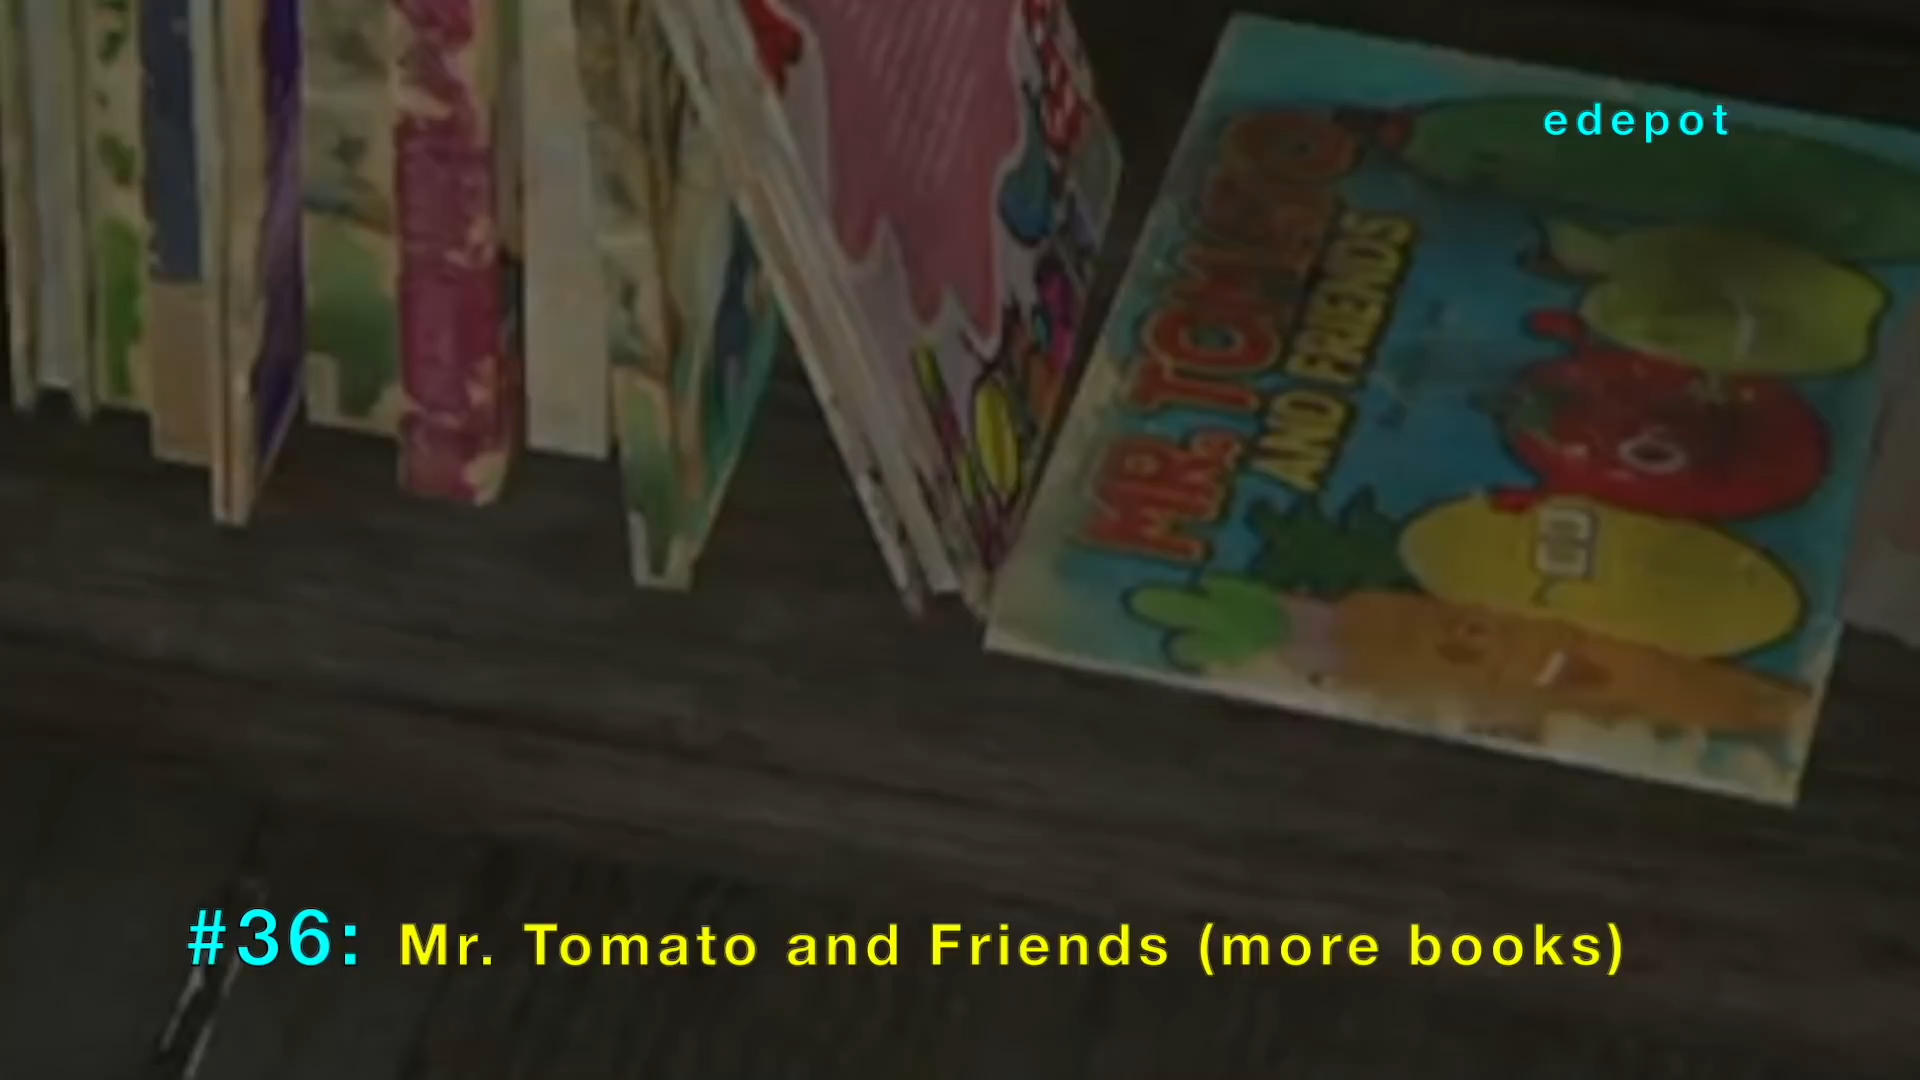 edepot
MR. TOMATO
AND FRIENDS
#36: Mr. Tomato and Friends (more books)